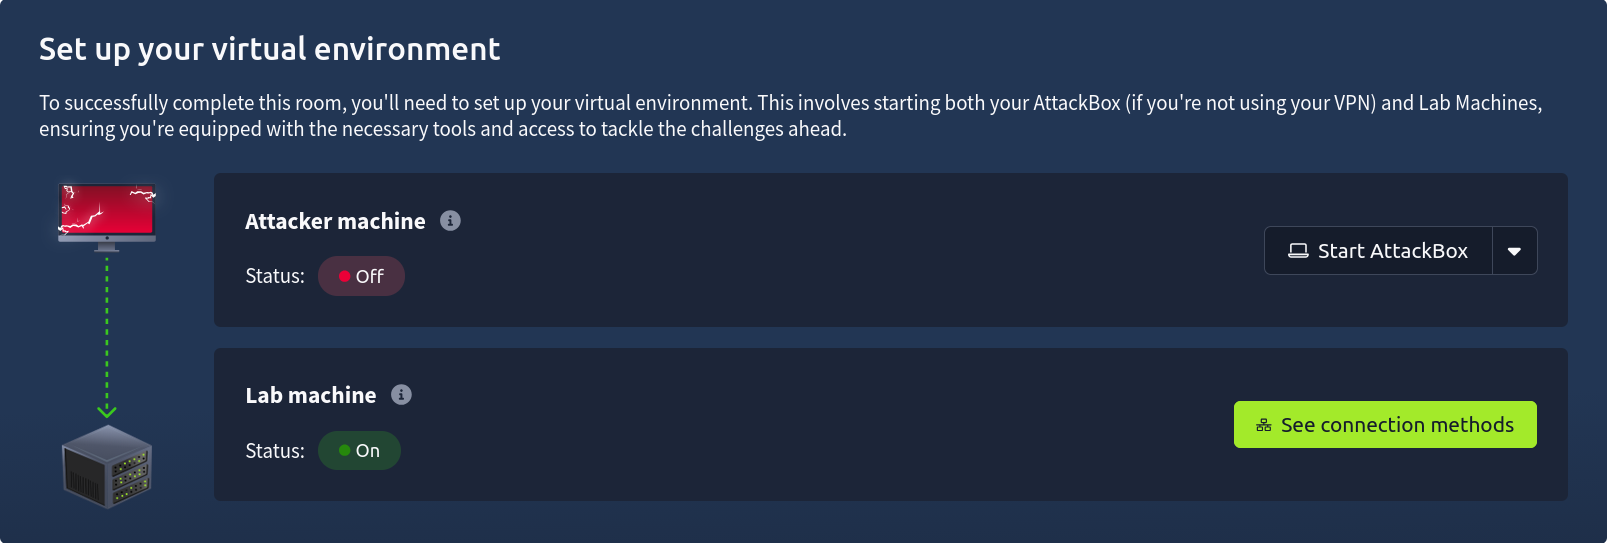 Set up your virtual environment
To successfully complete this room, you'll need to set up your virtual environment. This involves starting both your AttackBox (if you're not using your VPN) and Lab Machines,
ensuring you're equipped with the necessary tools and access to tackle the challenges ahead.
Attacker machine
Status: Off
Start AttackBox
Lab machine
Status: On
See connection methods